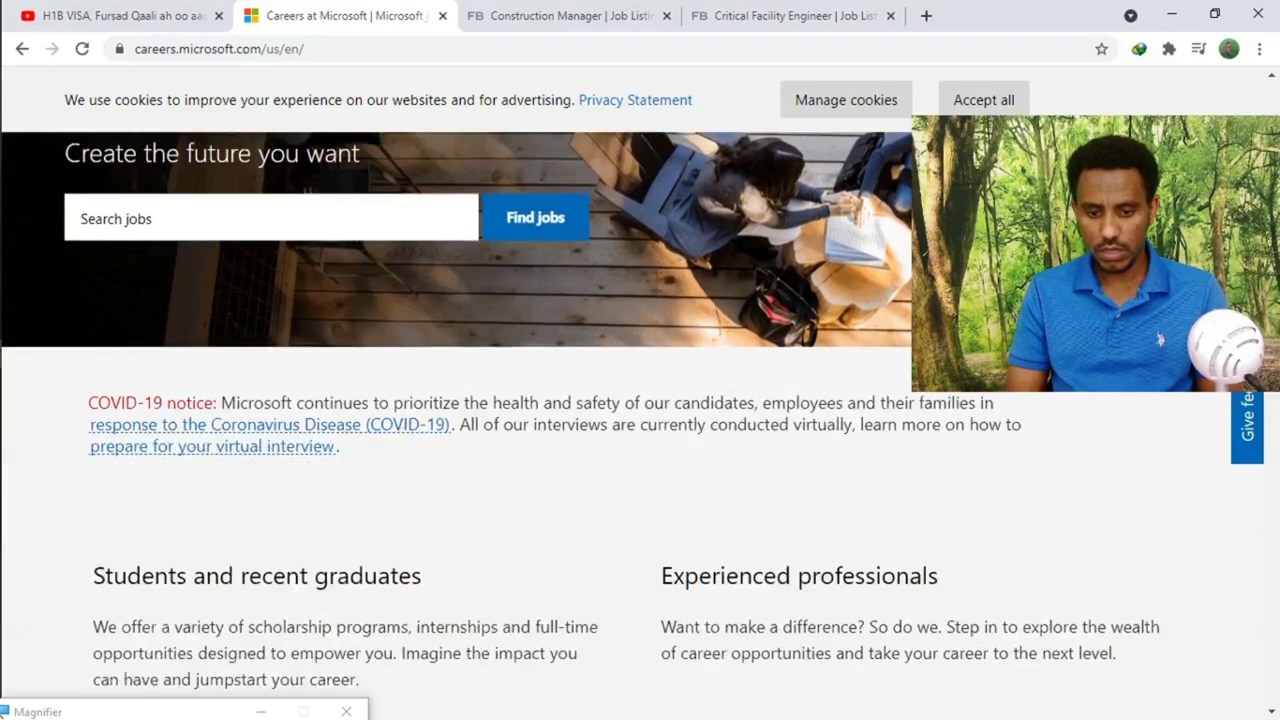 H1B VISA, Fursad Qaali ah oo aas
Careers at Microsoft | Microsoft j
FB Construction Manager | Job Listin
FB Critical Facility Engineer | Job List
careers.microsoft.com/us/en/
We use cookies to improve your experience on our websites and for advertising. Privacy Statement
Manage cookies
Accept all
Create the future you want
Search jobs
Find jobs
COVID-19 notice: Microsoft continues to prioritize the health and safety of our candidates, employees and their families in
response to the Coronavirus Disease (COVID-19). All of our interviews are currently conducted virtually, learn more on how to
prepare for your virtual interview.
Give fee
Students and recent graduates
We offer a variety of scholarship programs, internships and full-time
opportunities designed to empower you. Imagine the impact you
can have and jumpstart your career.
Experienced professionals
Want to make a difference? So do we. Step in to explore the wealth
of career opportunities and take your career to the next level.
Magnifier